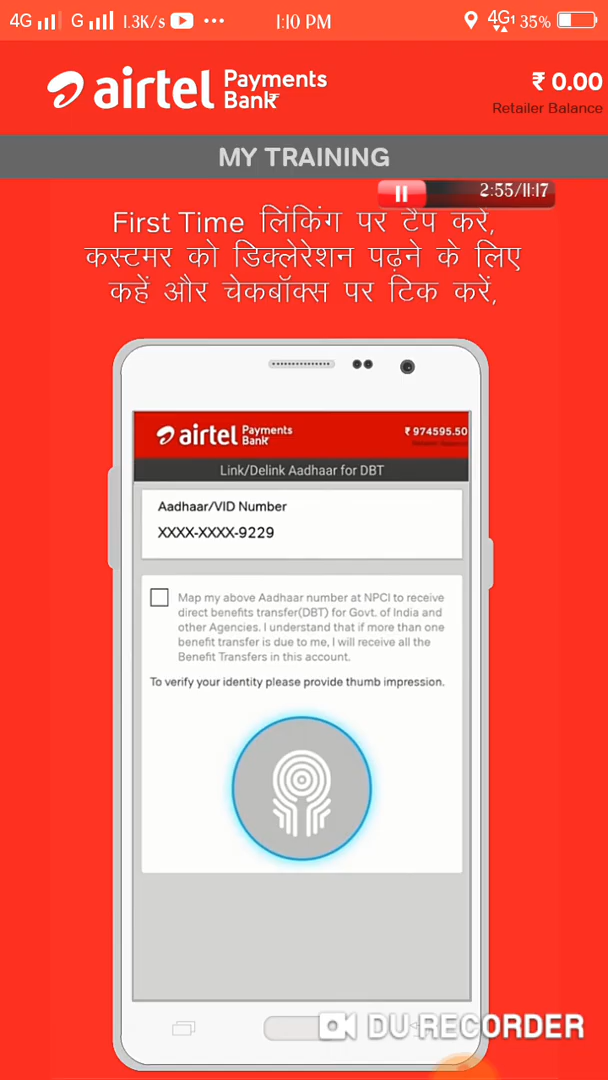 4G G 1.3K/s ... 1:10 PM 4G 1 35%
airtel Payments Bank ₹ 0.00
Retailer Balance
MY TRAINING
2:55/11:17
First Time लिंकिंग पर टैप करें,
कस्टमर को डिक्लेरेशन पढ़ने के लिए
कहें और चेकबॉक्स पर टिक करें,
airtel Payments Bank ₹ 974595.50
Link/Delink Aadhaar for DBT
Aadhaar/VID Number
XXXX-XXXX-9229
Map my above Aadhaar number at NPCI to receive
direct benefits transfer(DBT) for Govt. of India and
other Agencies. I understand that if more than one
benefit transfer is due to me, I will receive all the
Benefit Transfers in this account.
To verify your identity please provide thumb impression.
DU RECORDER